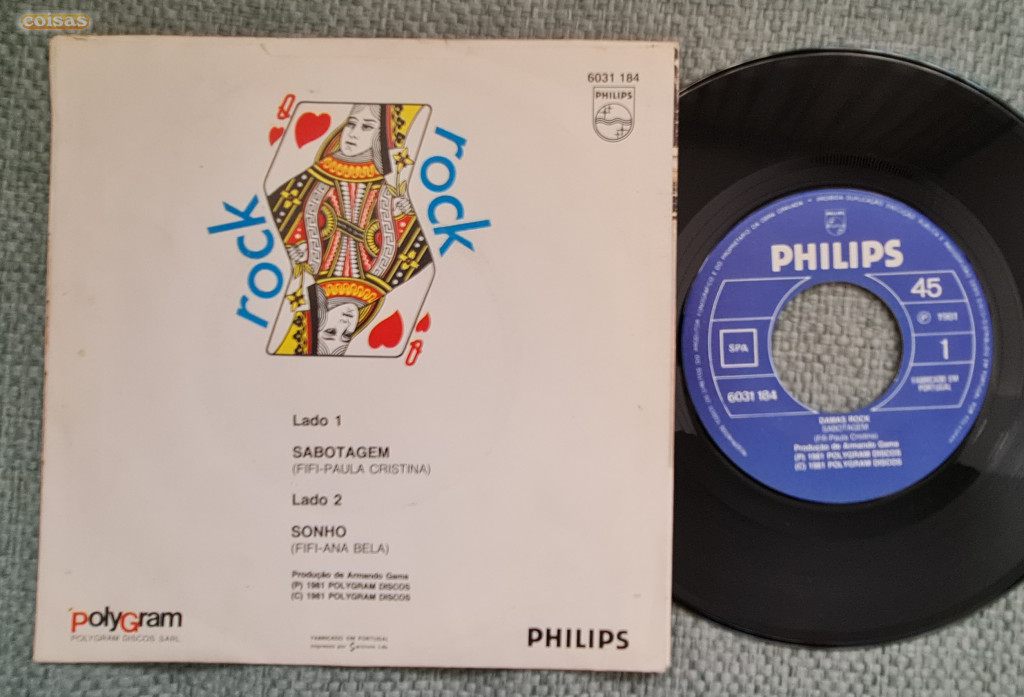 coisas
6031 184
PHILIPS
Q
rock
rock
Q
Lado 1
SABOTAGEM
(FIFI-PAULA CRISTINA)
Lado 2
SONHO
(FIFI-ANA BELA)
Produção de Armando Gama
(P) 1981 POLYGRAM DISCOS
(C) 1981 POLYGRAM DISCOS
polyGram
POLYGRAM DISCOS SARL
FABRICADO EM PORTUGAL
PHILIPS
PHILIPS
PHILIPS
45
℗ 1981
SPA
1
6031 184
FABRICADO EM
PORTUGAL
DAMAS ROCK
SABOTAGEM
(Fifi-Paula Cristina)
Produção de Armando Gama
(P) 1981 POLYGRAM DISCOS
(C) 1981 POLYGRAM DISCOS